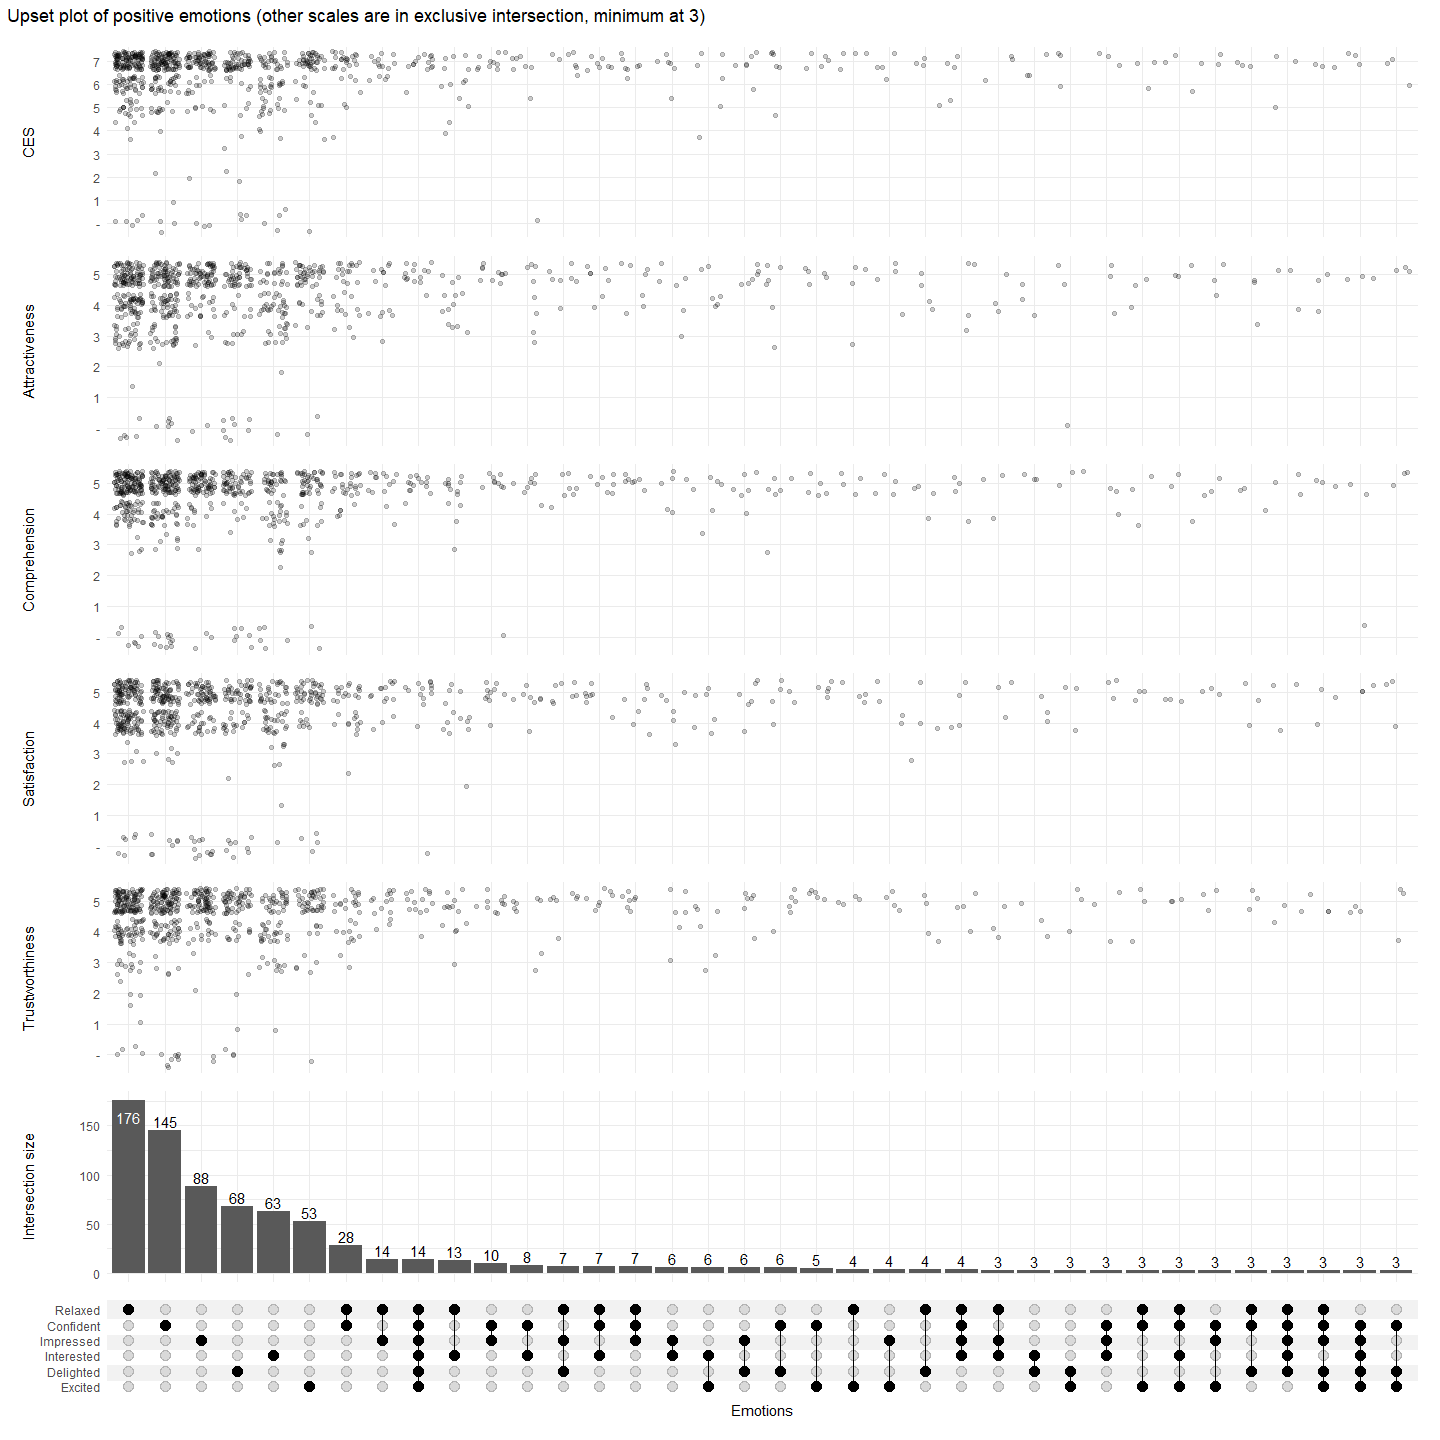 Upset plot of positive emotions (other scales are in exclusive intersection, minimum at 3)
CES
7
6
5
4
3
2
1
-
Attractiveness
5
4
3
2
1
-
Comprehension
5
4
3
2
1
-
Satisfaction
5
4
3
2
1
-
Trustworthiness
5
4
3
2
1
-
Intersection size
150
100
50
0
176 145 88 68 63 53 28 14 14 13 10 8 7 7 7 6 6 6 6 5 4 4 4 4 3 3 3 3 3 3 3 3 3 3 3 3
Relaxed
Confident
Impressed
Interested
Delighted
Excited
Emotions